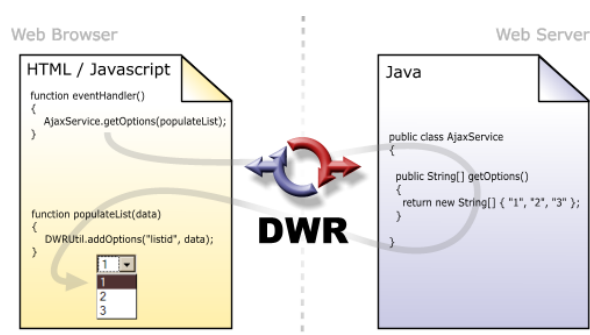 Web Browser
Web Server
HTML / Javascript
function eventHandler()
{
AjaxService.getOptions(populateList);
}
function populateList(data)
{
DWRUtil.addOptions("listid", data);
}
1
1
2
3
DWR
Java
public class AjaxService
{
public String[] getOptions()
{
return new String[] { "1", "2", "3" };
}
}